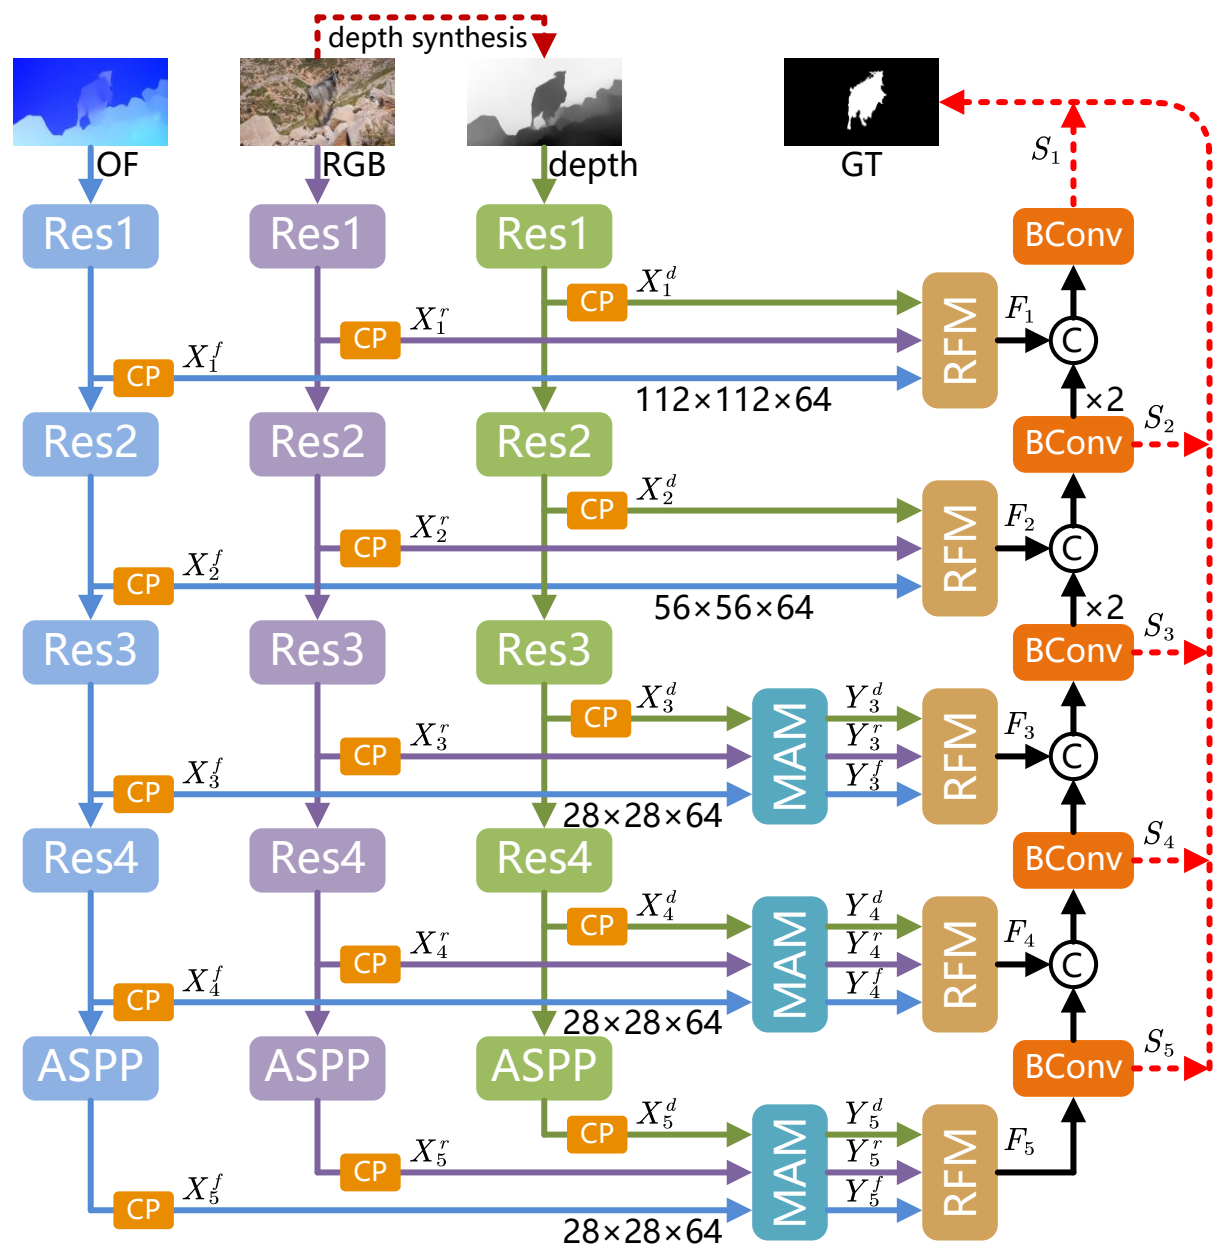 depth synthesis
OF
RGB
depth
GT
S₁
Res1
Res1
Res1
BConv
CP
X₁ᵈ
F₁
CP
X₁ʳ
RFM
C
CP
X₁ᶠ
112×112×64
×2
Res2
Res2
Res2
BConv
S₂
CP
X₂ᵈ
F₂
CP
X₂ʳ
RFM
C
CP
X₂ᶠ
56×56×64
×2
Res3
Res3
Res3
BConv
S₃
CP
X₃ᵈ
MAM
Y₃ᵈ
RFM
F₃
CP
X₃ʳ
Y₃ʳ
C
CP
X₃ᶠ
Y₃ᶠ
28×28×64
Res4
Res4
Res4
BConv
S₄
CP
X₄ᵈ
MAM
Y₄ᵈ
RFM
F₄
CP
X₄ʳ
Y₄ʳ
C
CP
X₄ᶠ
Y₄ᶠ
28×28×64
ASPP
ASPP
ASPP
BConv
S₅
CP
X₅ᵈ
MAM
Y₅ᵈ
RFM
F₅
CP
X₅ʳ
Y₅ʳ
CP
X₅ᶠ
Y₅ᶠ
28×28×64